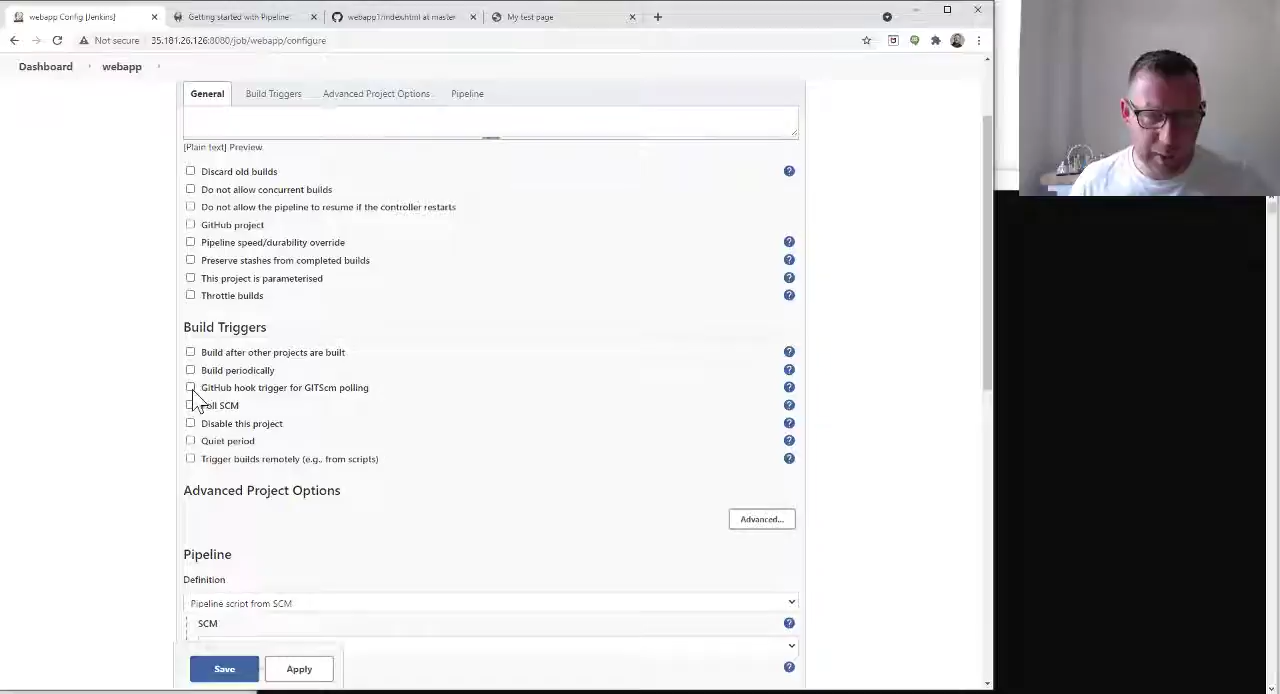 webapp Config [Jenkins]
Getting started with Pipeline
webapp1/index.html at master
My test page
Not secure
35.181.26.126:8080/job/webapp/configure
Dashboard
webapp
General
Build Triggers
Advanced Project Options
Pipeline
[Plain text] Preview
Discard old builds
Do not allow concurrent builds
Do not allow the pipeline to resume if the controller restarts
GitHub project
Pipeline speed/durability override
Preserve stashes from completed builds
This project is parameterised
Throttle builds
Build Triggers
Build after other projects are built
Build periodically
GitHub hook trigger for GITScm polling
SCM
Disable this project
Quiet period
Trigger builds remotely (e.g., from scripts)
Advanced Project Options
Advanced...
Pipeline
Definition
Pipeline script from SCM
SCM
Save
Apply